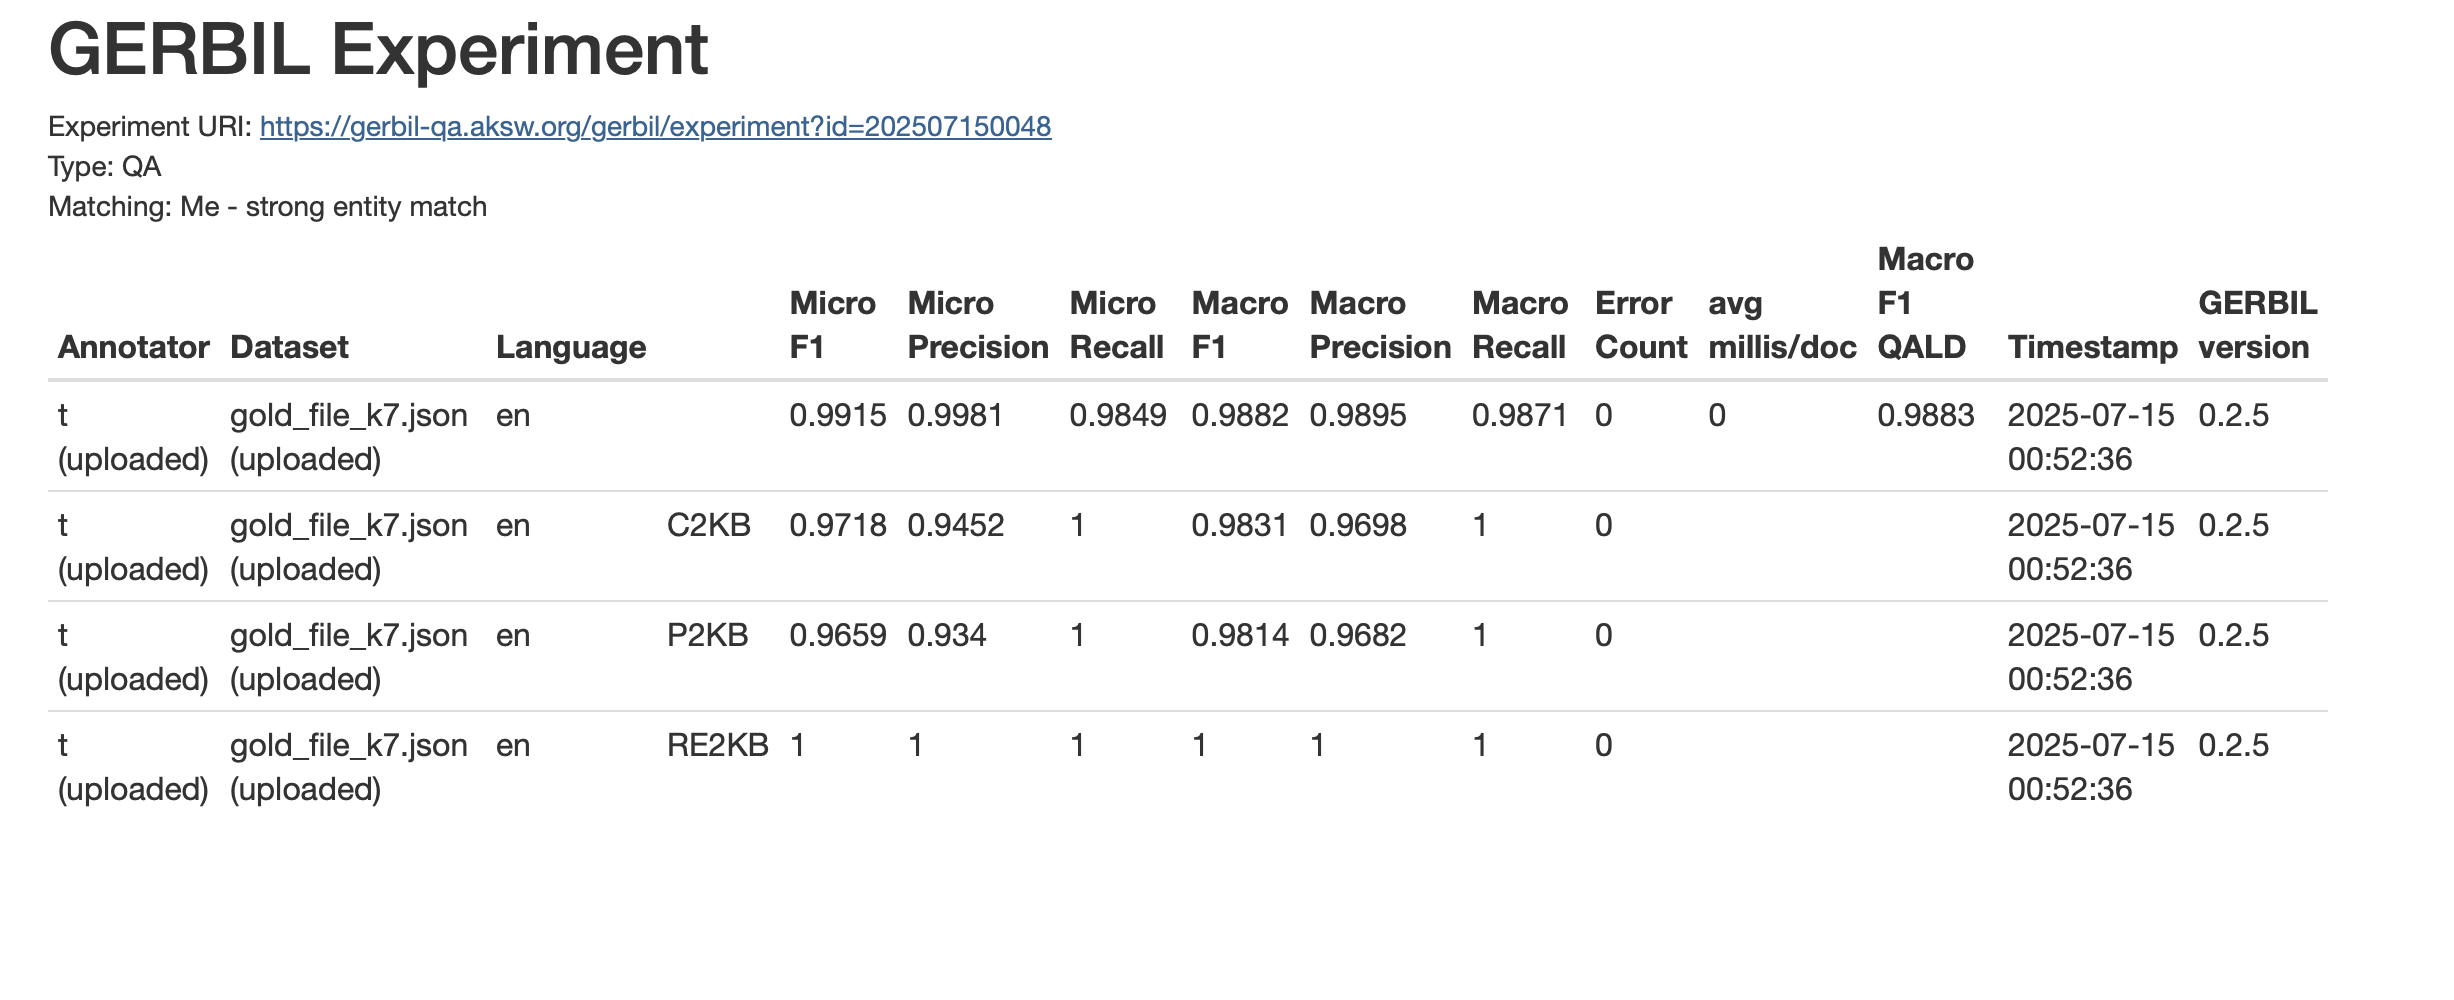 GERBIL Experiment
Experiment URI: https://gerbil-qa.aksw.org/gerbil/experiment?id=202507150048
Type: QA
Matching: Me - strong entity match
Annotator Dataset Language Micro F1 Micro Precision Micro Recall Macro F1 Macro Precision Macro Recall Error Count avg millis/doc Macro F1 QALD Timestamp GERBIL version
t gold_file_k7.json en 0.9915 0.9981 0.9849 0.9882 0.9895 0.9871 0 0 0.9883 2025-07-15 0.2.5
(uploaded) (uploaded) 00:52:36
t gold_file_k7.json en C2KB 0.9718 0.9452 1 0.9831 0.9698 1 0 2025-07-15 0.2.5
(uploaded) (uploaded) 00:52:36
t gold_file_k7.json en P2KB 0.9659 0.934 1 0.9814 0.9682 1 0 2025-07-15 0.2.5
(uploaded) (uploaded) 00:52:36
t gold_file_k7.json en RE2KB 1 1 1 1 1 1 0 2025-07-15 0.2.5
(uploaded) (uploaded) 00:52:36